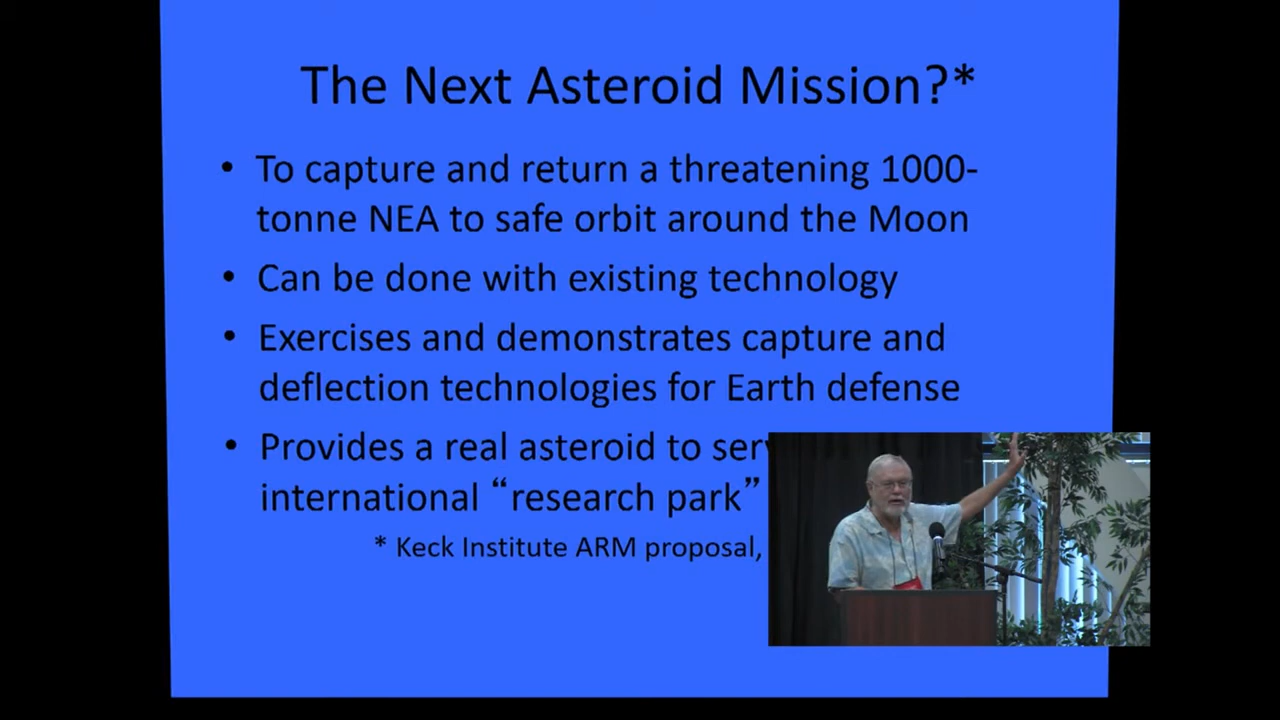 The Next Asteroid Mission?*
• To capture and return a threatening 1000-
tonne NEA to safe orbit around the Moon
• Can be done with existing technology
• Exercises and demonstrates capture and
deflection technologies for Earth defense
• Provides a real asteroid to
international “research park”
* Keck Institute ARM proposal,